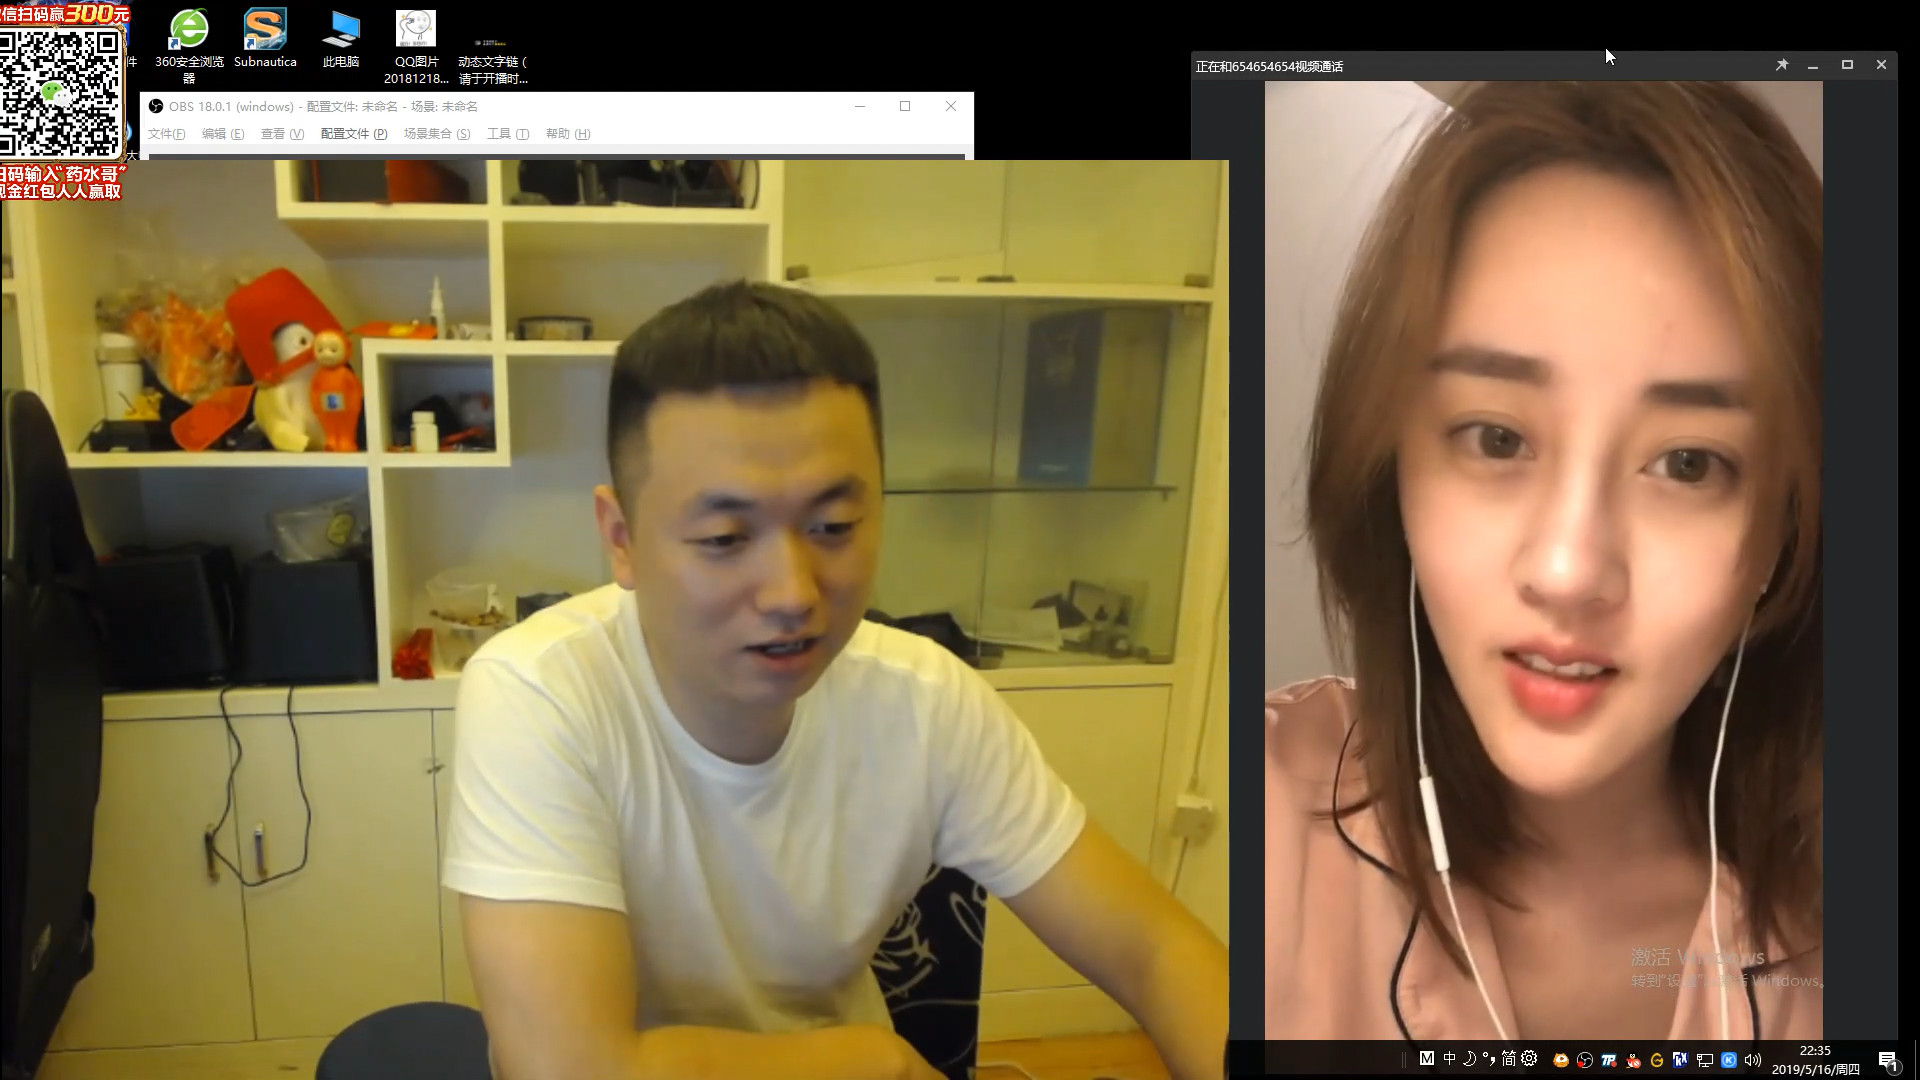 信扫码赢300元
扫码输入“药水哥”
现金红包人人赢取
件
大
360安全浏览
器
Subnautica
此电脑
QQ图片
20181218...
动态文字链 (
请于开播时...
OBS 18.0.1 (windows) - 配置文件: 未命名 - 场景: 未命名
文件(F) 编辑 (E) 查看 (V) 配置文件 (P) 场景集合 (S) 工具 (T) 帮助 (H)
正在和654654654视频通话
激活 Windows
转到"设置"以激活 Windows。
M 中 简
22:35
2019/5/16/周四
1